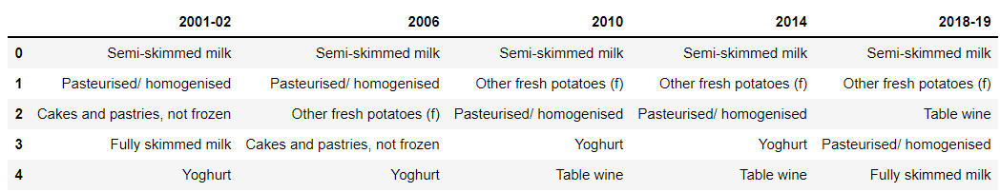 2001-02 2006 2010 2014 2018-19
0 Semi-skimmed milk Semi-skimmed milk Semi-skimmed milk Semi-skimmed milk Semi-skimmed milk
1 Pasteurised/ homogenised Pasteurised/ homogenised Other fresh potatoes (f) Other fresh potatoes (f) Other fresh potatoes (f)
2 Cakes and pastries, not frozen Other fresh potatoes (f) Pasteurised/ homogenised Pasteurised/ homogenised Table wine
3 Fully skimmed milk Cakes and pastries, not frozen Yoghurt Yoghurt Pasteurised/ homogenised
4 Yoghurt Yoghurt Table wine Table wine Fully skimmed milk